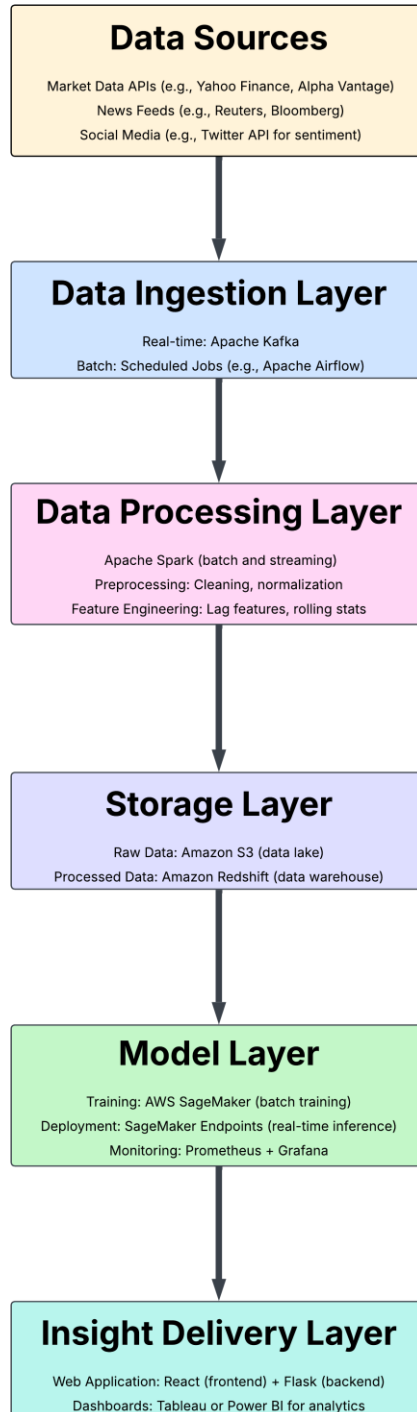 Data Sources
Market Data APIs (e.g., Yahoo Finance, Alpha Vantage)
News Feeds (e.g., Reuters, Bloomberg)
Social Media (e.g., Twitter API for sentiment)
Data Ingestion Layer
Real-time: Apache Kafka
Batch: Scheduled Jobs (e.g., Apache Airflow)
Data Processing Layer
Apache Spark (batch and streaming)
Preprocessing: Cleaning, normalization
Feature Engineering: Lag features, rolling stats
Storage Layer
Raw Data: Amazon S3 (data lake)
Processed Data: Amazon Redshift (data warehouse)
Model Layer
Training: AWS SageMaker (batch training)
Deployment: SageMaker Endpoints (real-time inference)
Monitoring: Prometheus + Grafana
Insight Delivery Layer
Web Application: React (frontend) + Flask (backend)
Dashboards: Tableau or Power BI for analytics